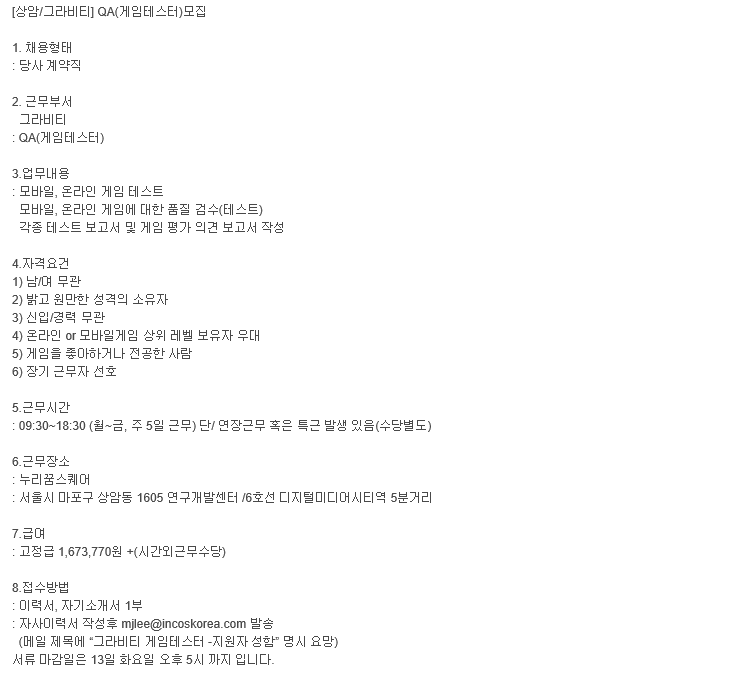 [상암/그라비티] QA(게임테스터)모집
1. 채용형태
: 당사 계약직
2. 근무부서
그라비티
: QA(게임테스터)
3.업무내용
: 모바일, 온라인 게임 테스트
모바일, 온라인 게임에 대한 품질 검수(테스트)
각종 테스트 보고서 및 게임 평가 의견 보고서 작성
4.자격요건
1) 남/여 무관
2) 밝고 원만한 성격의 소유자
3) 신입/경력 무관
4) 온라인 or 모바일게임 상위 레벨 보유자 우대
5) 게임을 좋아하거나 전공한 사람
6) 장기 근무자 선호
5.근무시간
: 09:30~18:30 (월~금, 주 5일 근무) 단/ 연장근무 혹은 특근 발생 있음(수당별도)
6.근무장소
: 누리꿈스퀘어
: 서울시 마포구 상암동 1605 연구개발센터 /6호선 디지털미디어시티역 5분거리
7.급여
: 고정급 1,673,770원 +(시간외근무수당)
8.접수방법
: 이력서, 자기소개서 1부
: 자사이력서 작성후 mjlee@incoskorea.com 발송
(메일 제목에 “그라비티 게임테스터 -지원자 성함” 명시 요망)
서류 마감일은 13일 화요일 오후 5시 까지 입니다.